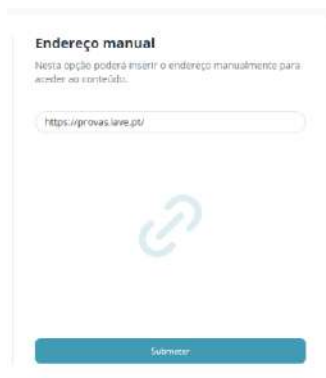 Endereço manual
Nesta opção poderá inserir o endereço manualmente para
aceder ao conteúdo.
https://provas.iave.pt/
Submeter